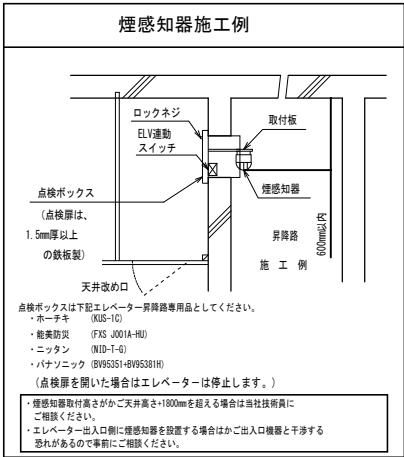 煙感知器施工例
ロックネジ
ELV連動
スイッチ
取付板
点検ボックス
(点検扉は、
1.5mm厚以上
の鉄板製)
煙感知器
昇降路
施工例
600mm以内
天井改め口
点検ボックスは下記エレベーター昇降路専用品としてください。
・ホーチキ (KUS-1C)
・能美防災 (FXS J001A-HU)
・ニッタン (NID-T-G)
・パナソニック (BV95351+BV95381H)
(点検扉を開いた場合はエレベーターは停止します。)
・煙感知器取付高さがかご天井高さ+1800mmを超える場合は当社技術員に
ご相談ください。
・エレベーター出入口側に煙感知器を設置する場合はかご出入口機器と干渉する
恐れがあるので事前にご相談ください。